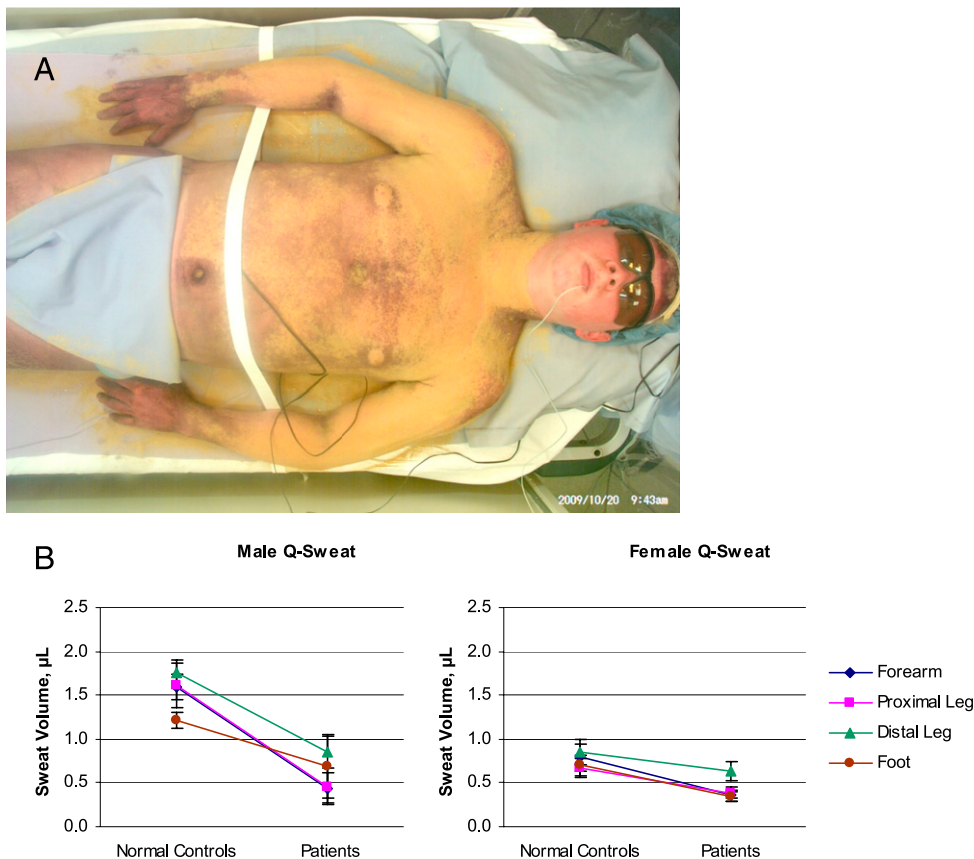 A
2009/10/20 9:43am
B
Male Q-Sweat
Female Q-Sweat
Sweat Volume, µL
2.5
2.0
1.5
1.0
0.5
0.0
Normal Controls
Patients
Sweat Volume, µL
2.5
2.0
1.5
1.0
0.5
0.0
Normal Controls
Patients
Forearm
Proximal Leg
Distal Leg
Foot